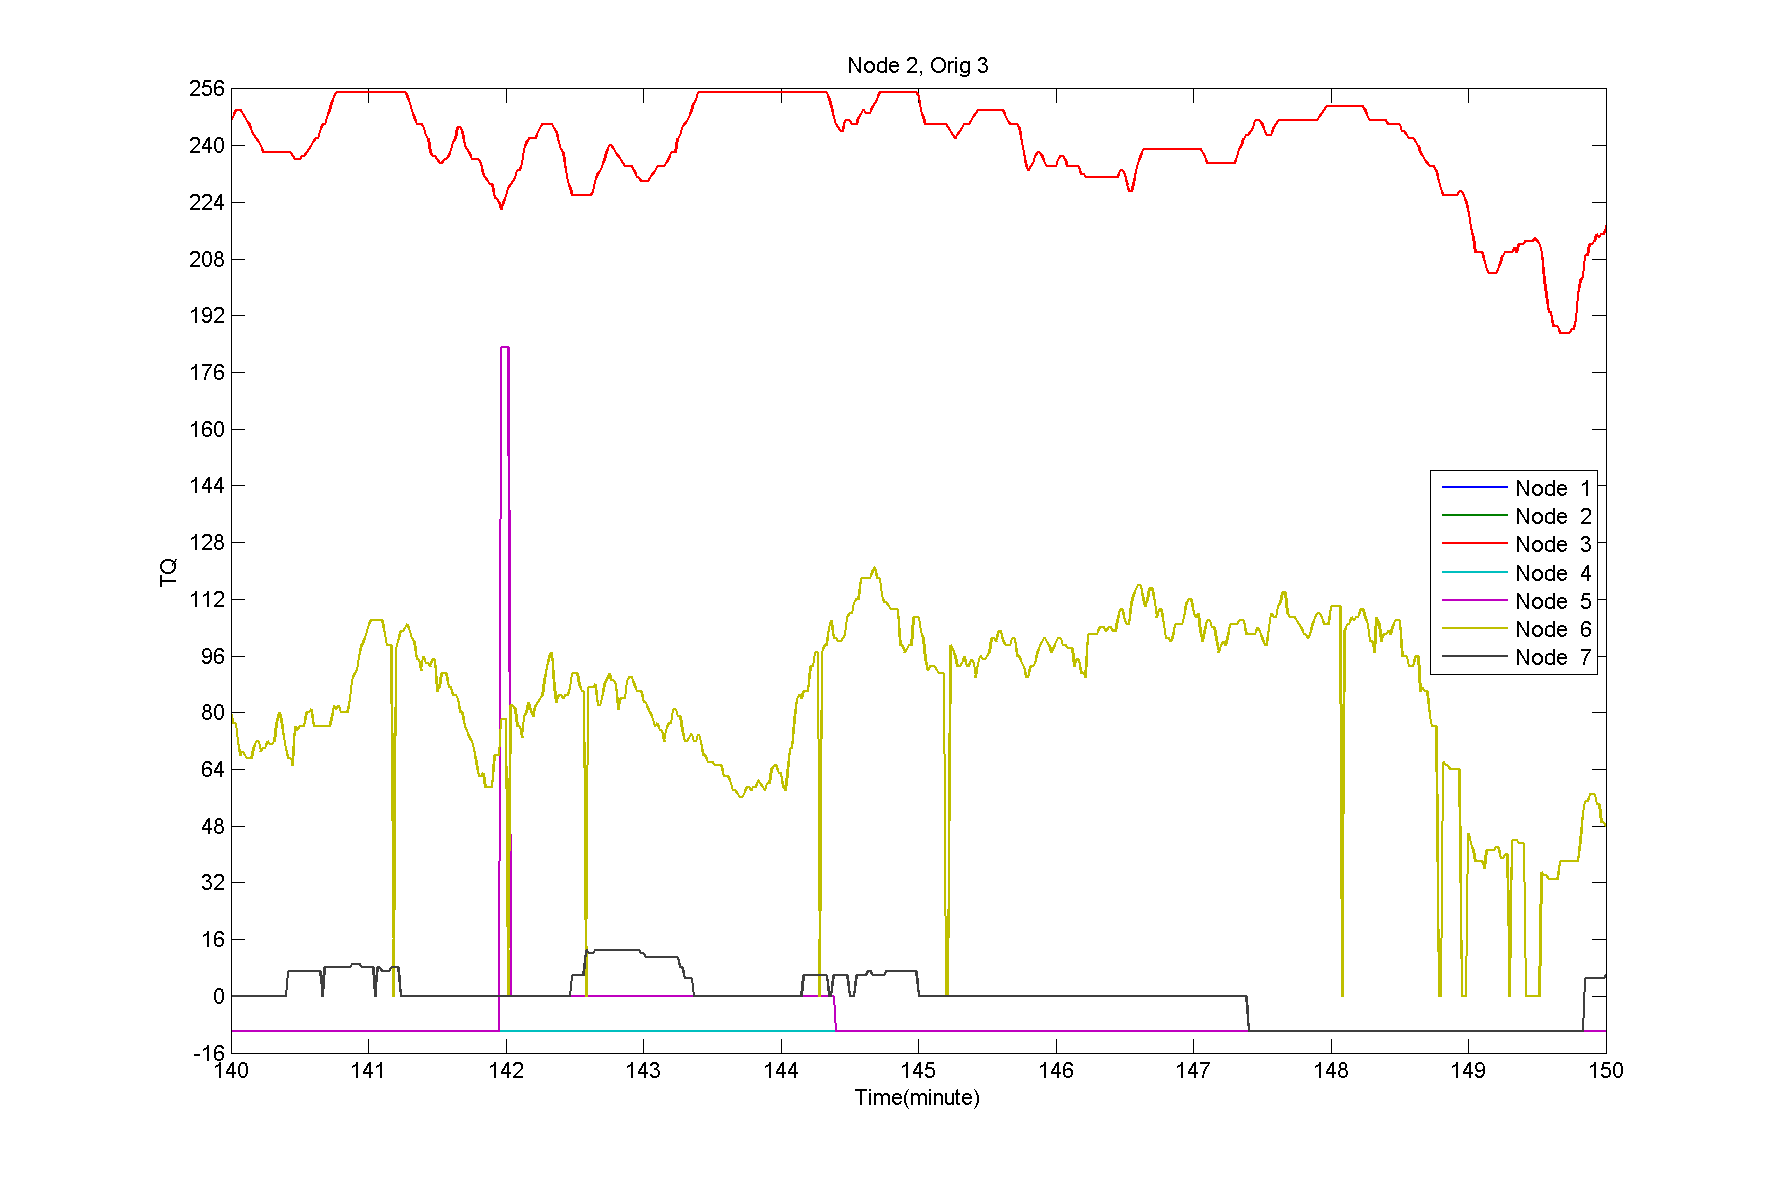 Node 2, Orig 3
256
240
224
208
192
176
160
144
128
112
96
80
64
48
32
16
0
-16
TQ
Node 1
Node 2
Node 3
Node 4
Node 5
Node 6
Node 7
140 141 142 143 144 145 146 147 148 149 150
Time(minute)